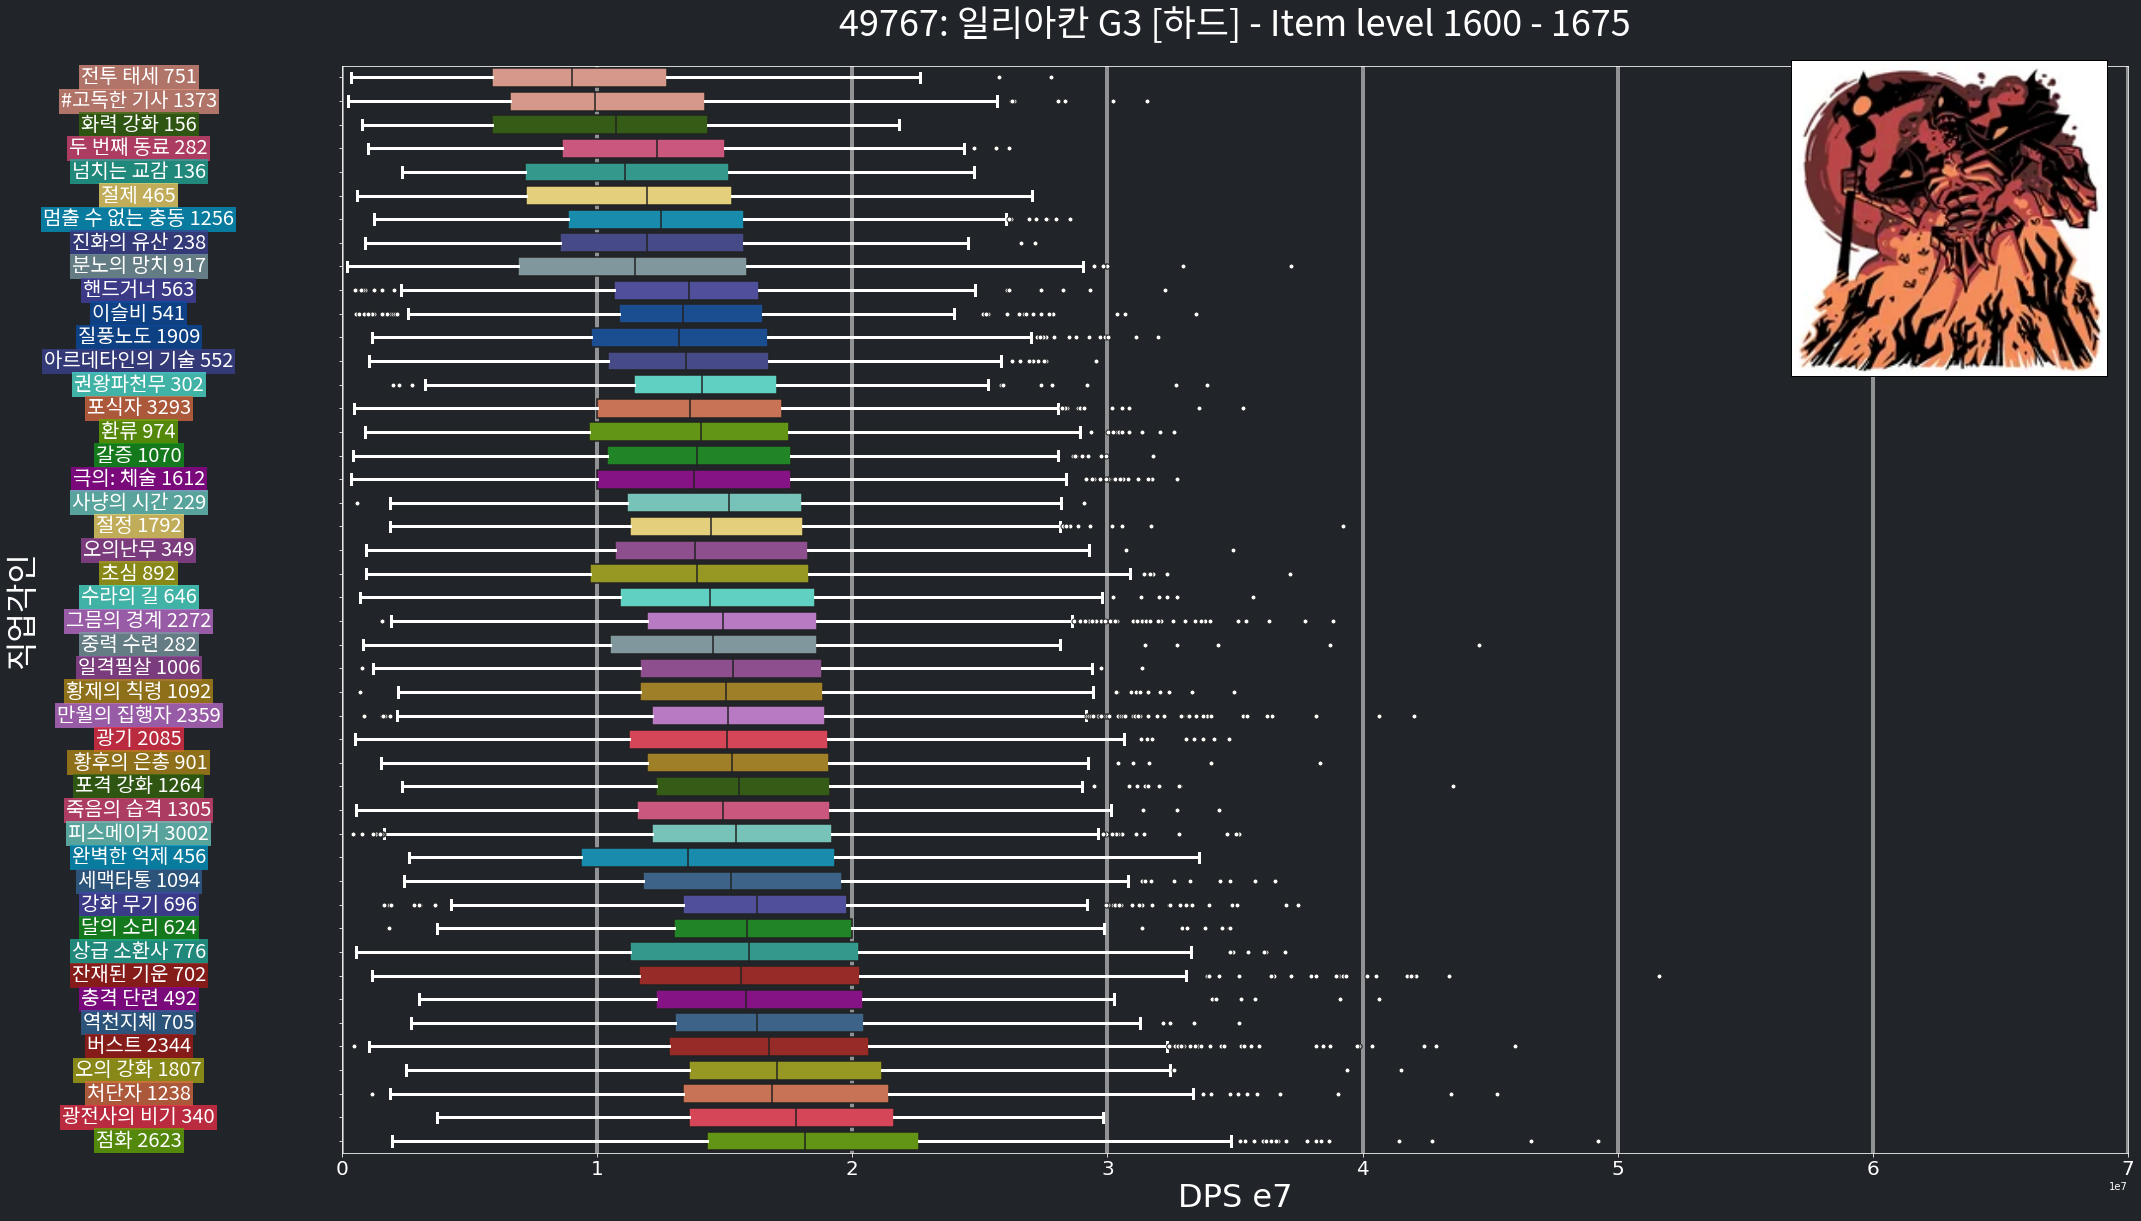 49767: 일리아칸 G3 [하드] - Item level 1600 - 1675
직업각인
전투 태세 751
#고독한 기사 1373
화력 강화 156
두 번째 동료 282
넘치는 교감 136
절제 465
멈출 수 없는 충동 1256
진화의 유산 238
분노의 망치 917
핸드거너 563
이슬비 541
질풍노도 1909
아르데타인의 기술 552
권왕파천무 302
포식자 3293
환류 974
갈증 1070
극의: 체술 1612
사냥의 시간 229
절정 1792
오의난무 349
초심 892
수라의 길 646
그믐의 경계 2272
중력 수련 282
일격필살 1006
황제의 칙령 1092
만월의 집행자 2359
광기 2085
황후의 은총 901
포격 강화 1264
죽음의 습격 1305
피스메이커 3002
완벽한 억제 456
세맥타통 1094
강화 무기 696
달의 소리 624
상급 소환사 776
잔재된 기운 702
충격 단련 492
역천지체 705
버스트 2344
오의 강화 1807
처단자 1238
광전사의 비기 340
점화 2623
0 1 2 3 4 5 6 7
1e7
DPS e7